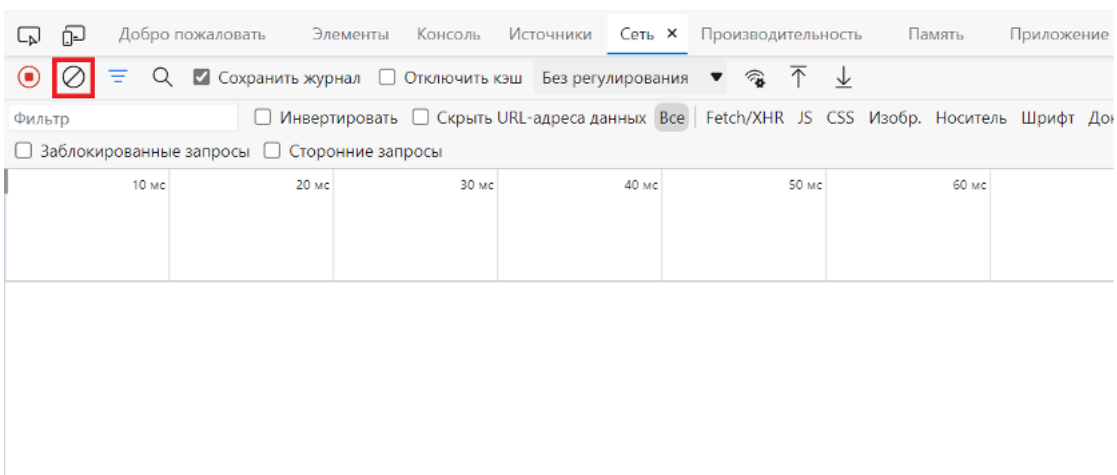 Добро пожаловать Элементы Консоль Источники Сеть × Производительность Память Приложение
Сохранить журнал Отключить кэш Без регулирования
Фильтр Инвертировать Скрыть URL-адреса данных Все Fetch/XHR JS CSS Изобр. Носитель Шрифт
Заблокированные запросы Сторонние запросы
10 мс 20 мс 30 мс 40 мс 50 мс 60 мс